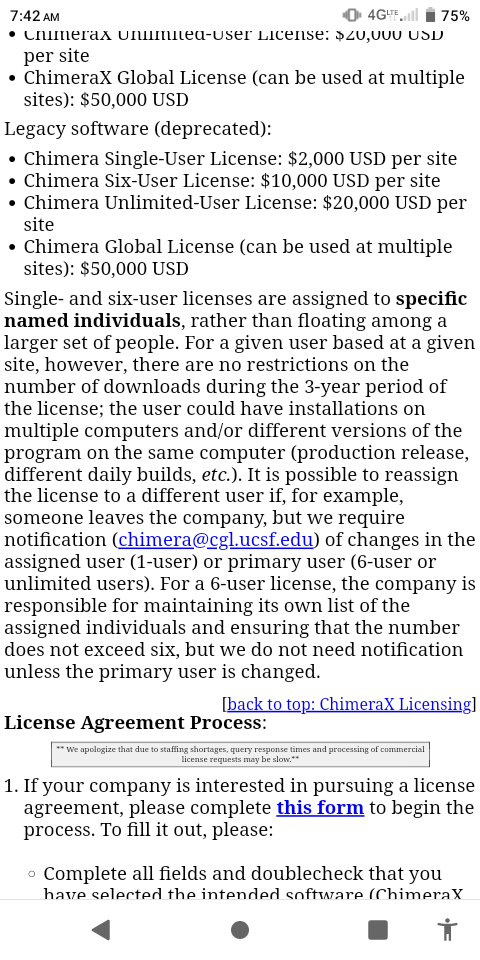 7:42 AM 4G LTE 75%
• ChimeraX Unlimited-User License: $20,000 USD
per site
• ChimeraX Global License (can be used at multiple
sites): $50,000 USD
Legacy software (deprecated):
• Chimera Single-User License: $2,000 USD per site
• Chimera Six-User License: $10,000 USD per site
• Chimera Unlimited-User License: $20,000 USD per
site
• Chimera Global License (can be used at multiple
sites): $50,000 USD
Single- and six-user licenses are assigned to specific
named individuals, rather than floating among a
larger set of people. For a given user based at a given
site, however, there are no restrictions on the
number of downloads during the 3-year period of
the license; the user could have installations on
multiple computers and/or different versions of the
program on the same computer (production release,
different daily builds, etc.). It is possible to reassign
the license to a different user if, for example,
someone leaves the company, but we require
notification (chimera@cgl.ucsf.edu) of changes in the
assigned user (1-user) or primary user (6-user or
unlimited users). For a 6-user license, the company is
responsible for maintaining its own list of the
assigned individuals and ensuring that the number
does not exceed six, but we do not need notification
unless the primary user is changed.
[back to top: ChimeraX Licensing]
License Agreement Process:
** We apologize that due to staffing shortages, query response times and processing of commercial
license requests may be slow.**
1. If your company is interested in pursuing a license
agreement, please complete this form to begin the
process. To fill it out, please:
◦ Complete all fields and doublecheck that you
have selected the intended software (ChimeraX